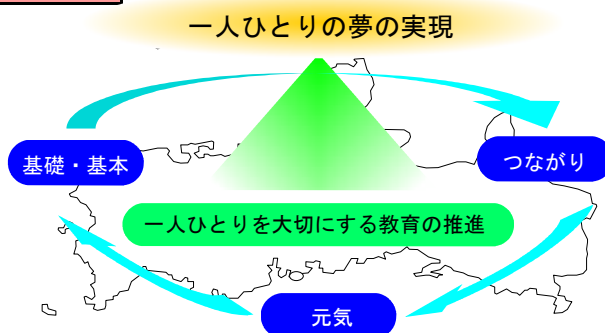 一人ひとりの夢の実現
基礎・基本
つながり
一人ひとりを大切にする教育の推進
元気